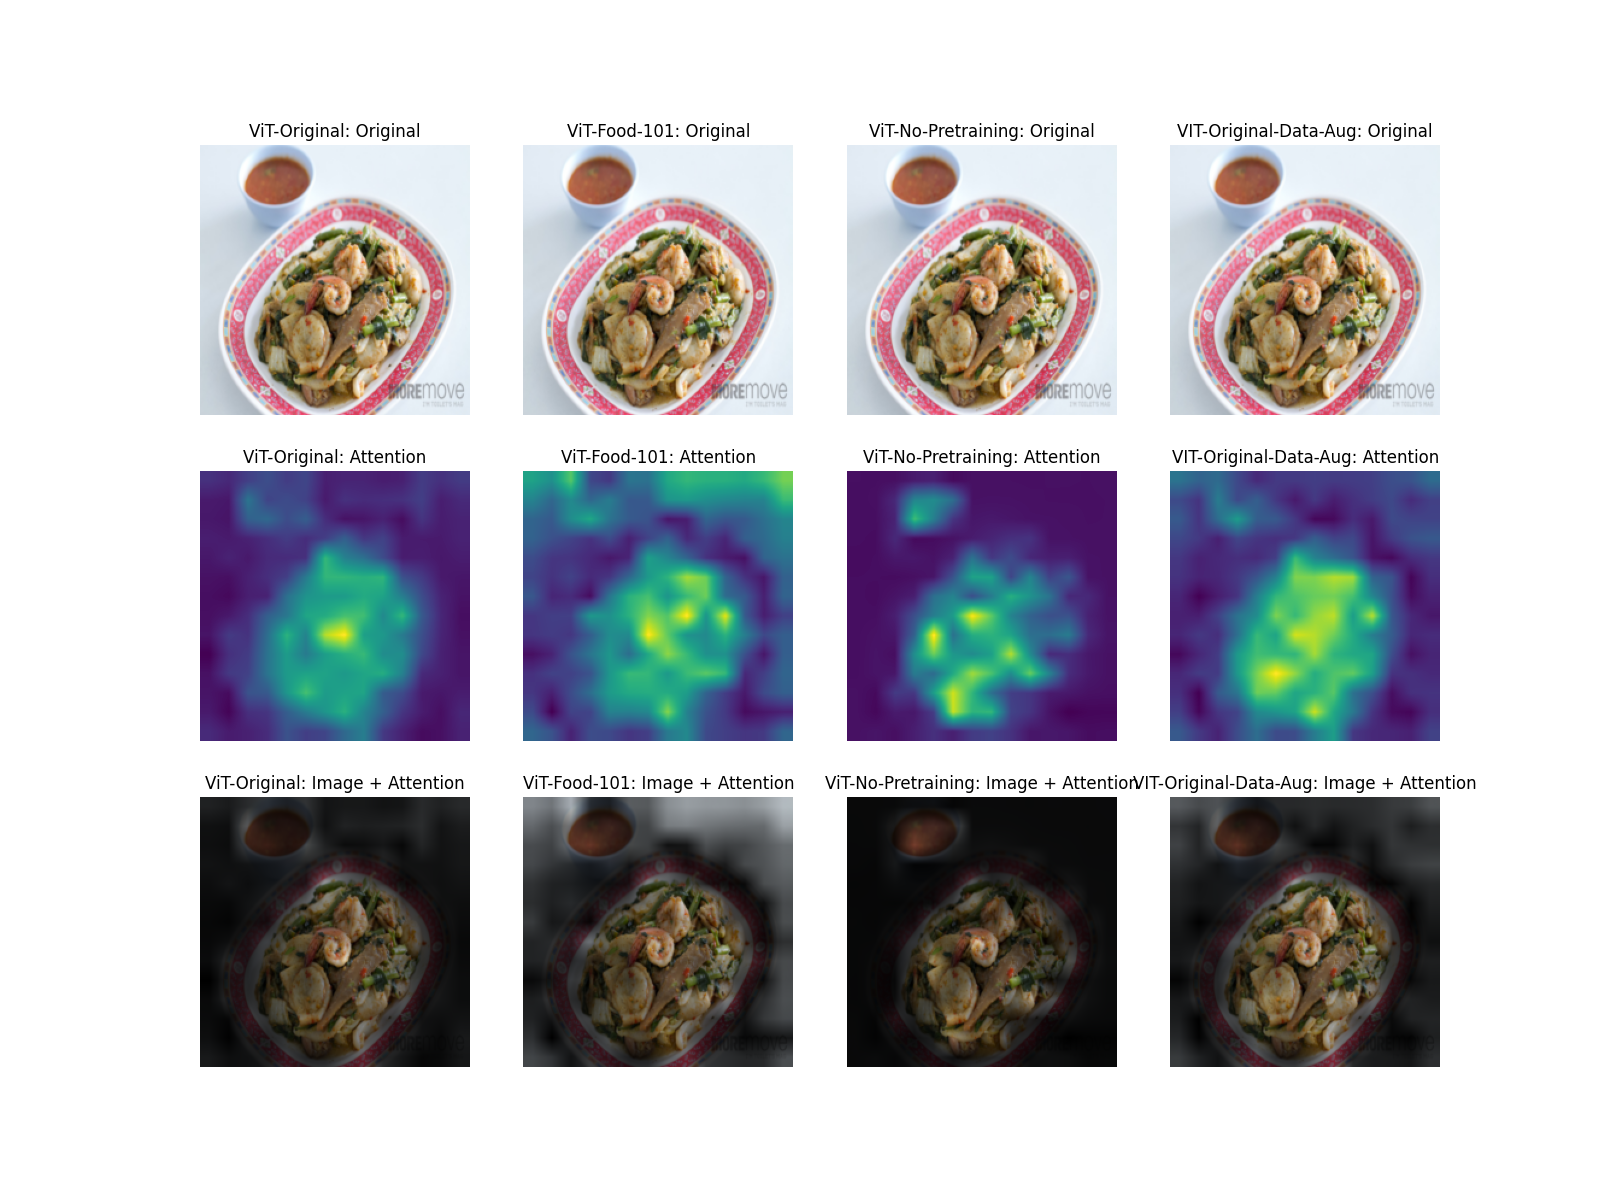 ViT-Original: Original
ViT-Food-101: Original
ViT-No-Pretraining: Original
VIT-Original-Data-Aug: Original
MOREmove
MOREmove
MOREmove
MOREmove
ViT-Original: Attention
ViT-Food-101: Attention
ViT-No-Pretraining: Attention
VIT-Original-Data-Aug: Attention
ViT-Original: Image + Attention
ViT-Food-101: Image + Attention
ViT-No-Pretraining: Image + Attention
VIT-Original-Data-Aug: Image + Attention